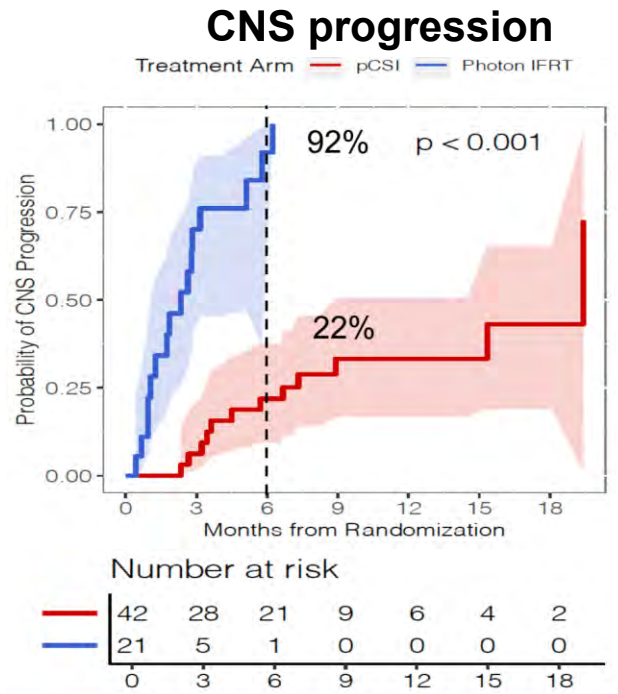 CNS progression
Treatment Arm pCSI Photon IFRT
1.00
92% p < 0.001
0.75
Probability of CNS Progression
0.50
22%
0.25
0.00
0 3 6 9 12 15 18
Months from Randomization
Number at risk
42 28 21 9 6 4 2
21 5 1 0 0 0 0
0 3 6 9 12 15 18